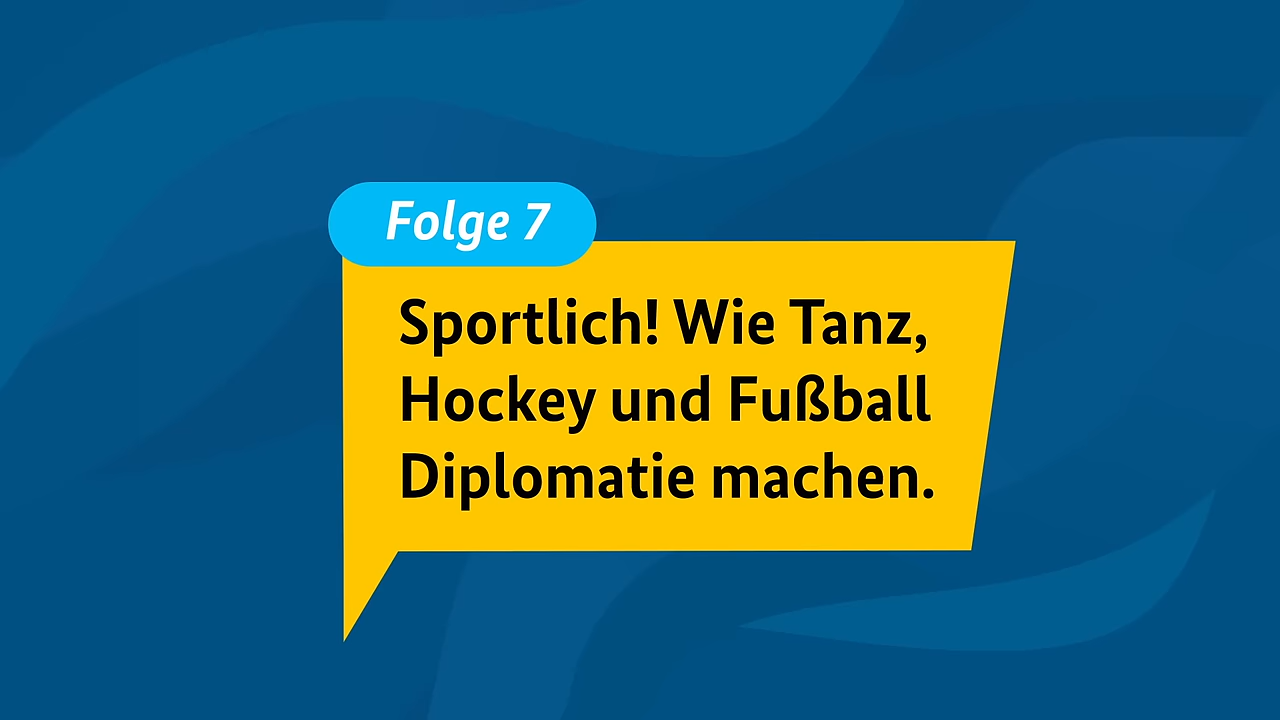 Folge 7
Sportlich! Wie Tanz,
Hockey und Fußball
Diplomatie machen.